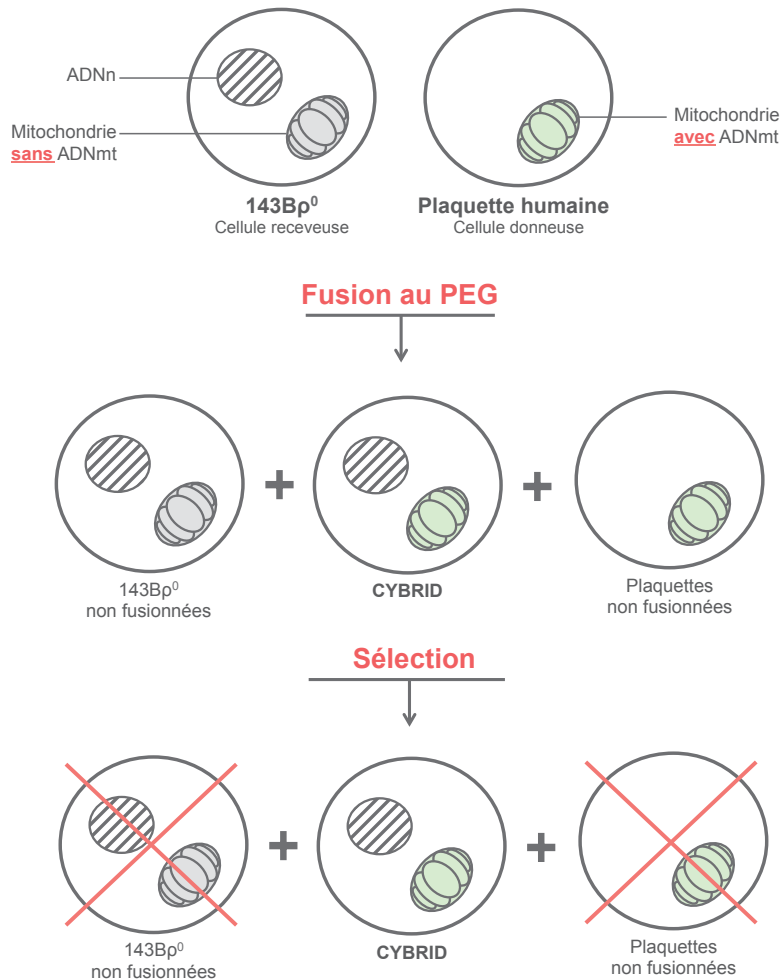 ADNn
Mitochondrie
sans ADNmt
Mitochondrie
avec ADNmt
143Bρ⁰
Cellule receveuse
Plaquette humaine
Cellule donneuse
Fusion au PEG
+
+
143Bρ⁰
non fusionnées
CYBRID
Plaquettes
non fusionnées
Sélection
+
+
143Bρ⁰
non fusionnées
CYBRID
Plaquettes
non fusionnées